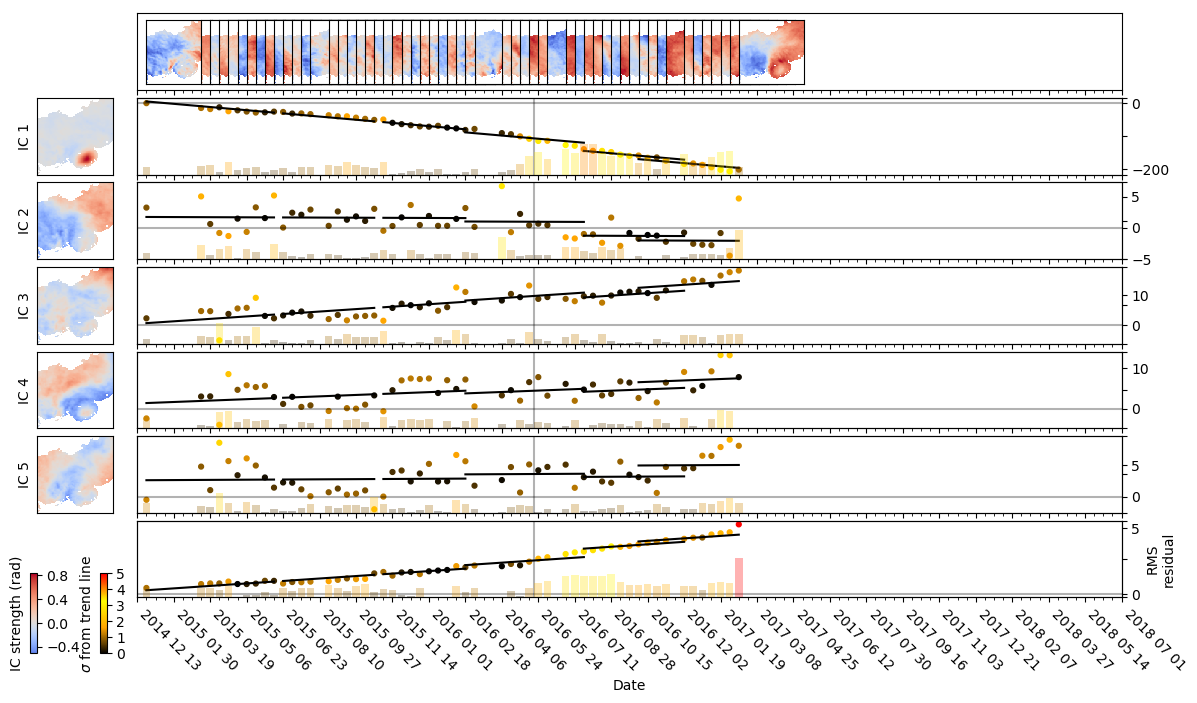 IC 1
0
−200
IC 2
5
0
−5
IC 3
10
0
IC 4
10
0
IC 5
5
0
5
0
RMS
residual
IC strength (rad)
0.8
0.4
0.0
−0.4
σ from trend line
5
4
3
2
1
0
2014 12 13
2015 01 30
2015 03 19
2015 05 06
2015 06 23
2015 08 10
2015 09 27
2015 11 14
2016 01 01
2016 02 18
2016 04 06
2016 05 24
2016 07 11
2016 08 28
2016 10 15
2016 12 02
2017 01 19
2017 03 08
2017 04 25
2017 06 12
2017 07 30
2017 09 16
2017 11 03
2017 12 21
2018 02 07
2018 03 27
2018 05 14
2018 07 01
Date